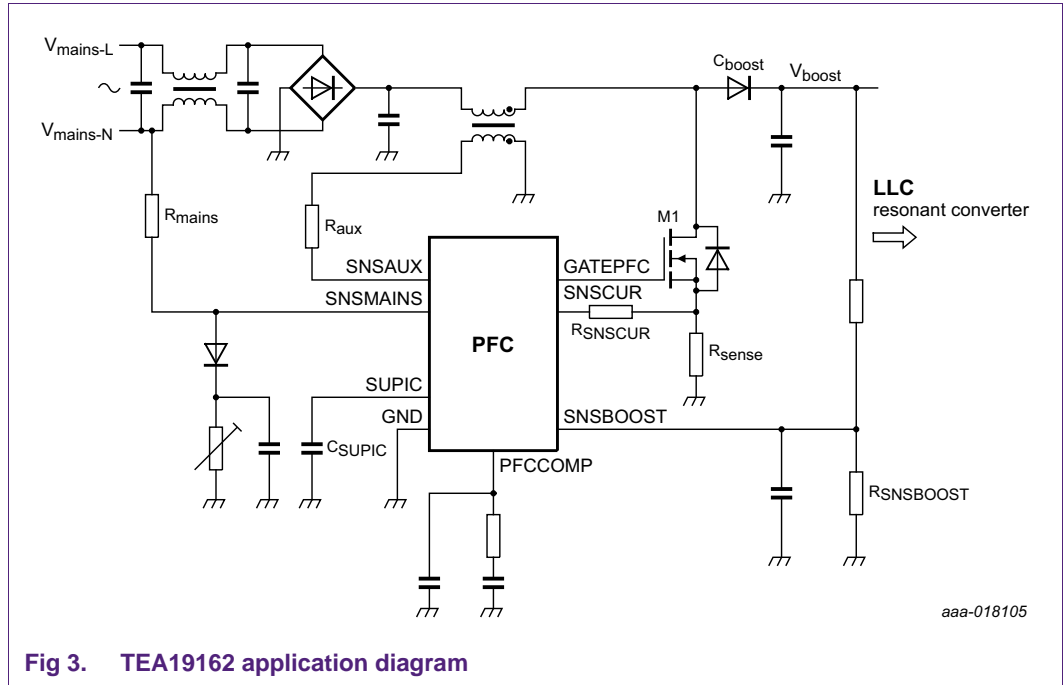 Vmains-L
Vmains-N
Cboost
Vboost
LLC
resonant converter
Rmains
Raux
M1
SNSAUX
SNSMAINS
GATEPFC
SNSCUR
RSNSCUR
PFC
Rsense
SUPIC
GND
CSUPIC
SNSBOOST
PFCCOMP
RSNSBOOST
aaa-018105
Fig 3. TEA19162 application diagram